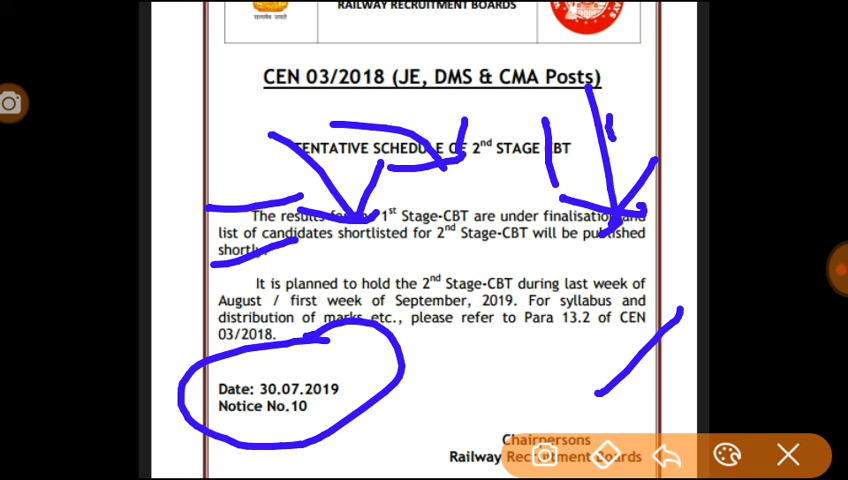 RAILWAY RECRUITMENT BOARDS
सत्यमेव जयते
CEN 03/2018 (JE, DMS & CMA Posts)
TENTATIVE SCHEDULE OF 2nd STAGE CBT
The results for the 1st Stage-CBT are under finalisation and
list of candidates shortlisted for 2nd Stage-CBT will be published
shortly.
It is planned to hold the 2nd Stage-CBT during last week of
August / first week of September, 2019. For syllabus and
distribution of marks etc., please refer to Para 13.2 of CEN
03/2018.
Date: 30.07.2019
Notice No.10
Chairpersons
Railway Recruitment Boards